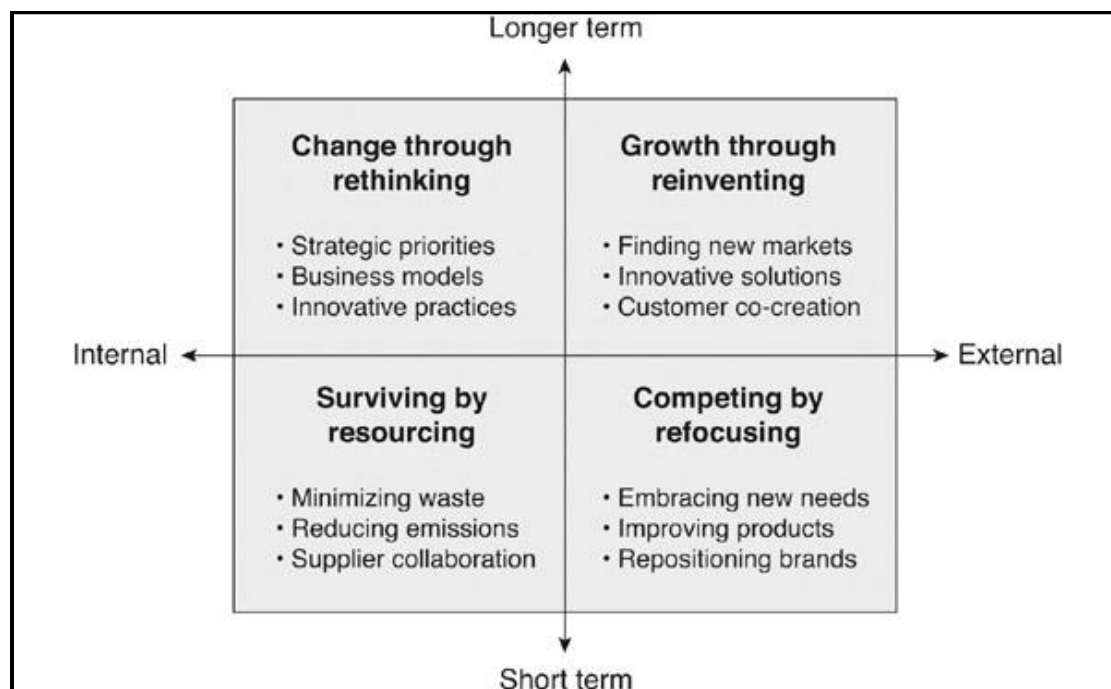 Longer term
Change through
rethinking
• Strategic priorities
• Business models
• Innovative practices
Growth through
reinventing
• Finding new markets
• Innovative solutions
• Customer co-creation
Internal
External
Surviving by
resourcing
• Minimizing waste
• Reducing emissions
• Supplier collaboration
Competing by
refocusing
• Embracing new needs
• Improving products
• Repositioning brands
Short term